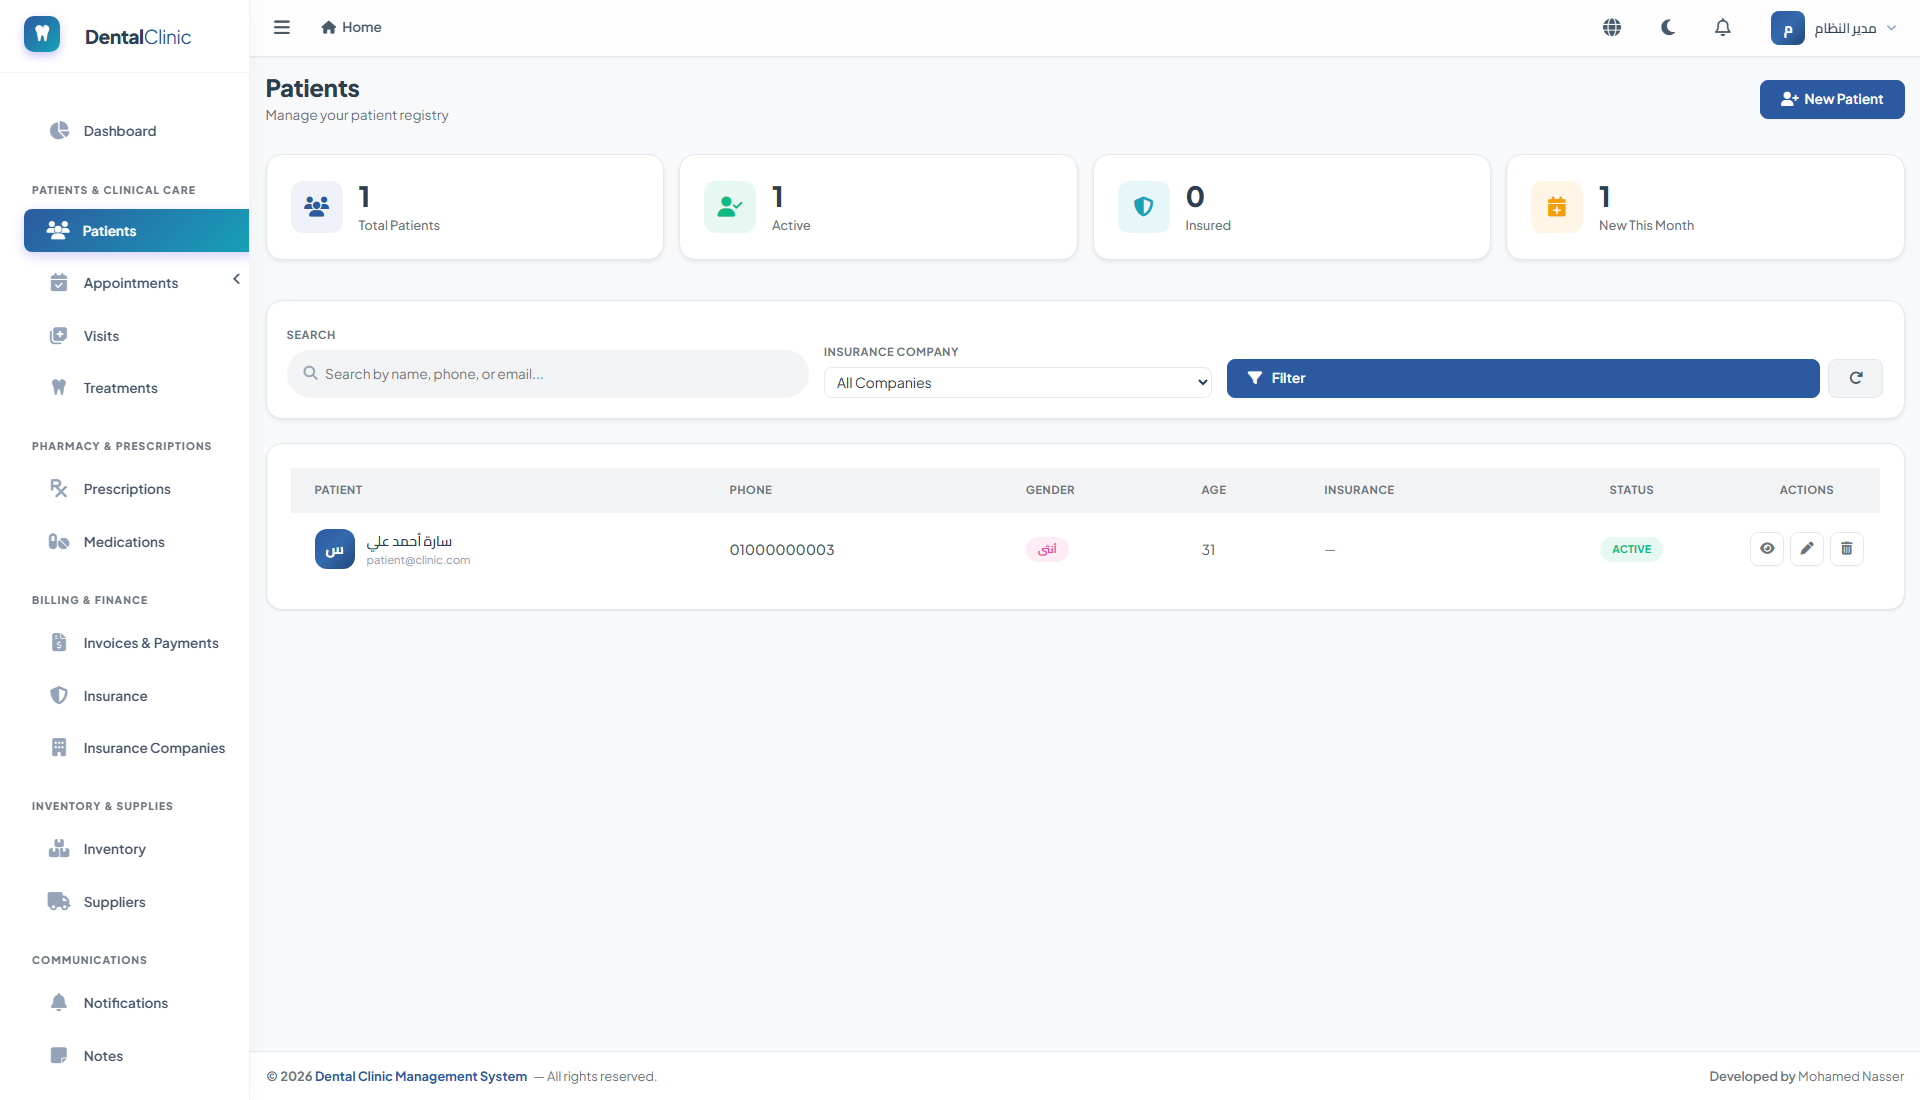 DentalClinic
Home
م
مدير النظام
Dashboard
PATIENTS & CLINICAL CARE
Patients
Appointments
Visits
Treatments
PHARMACY & PRESCRIPTIONS
Prescriptions
Medications
BILLING & FINANCE
Invoices & Payments
Insurance
Insurance Companies
INVENTORY & SUPPLIES
Inventory
Suppliers
COMMUNICATIONS
Notifications
Notes
Patients
Manage your patient registry
New Patient
1
Total Patients
1
Active
0
Insured
1
New This Month
SEARCH
Search by name, phone, or email...
INSURANCE COMPANY
All Companies
Filter
PATIENT PHONE GENDER AGE INSURANCE STATUS ACTIONS
س
سارة أحمد علي
patient@clinic.com
01000000003
أنثى
31
—
ACTIVE
© 2026 Dental Clinic Management System — All rights reserved.
Developed by Mohamed Nasser